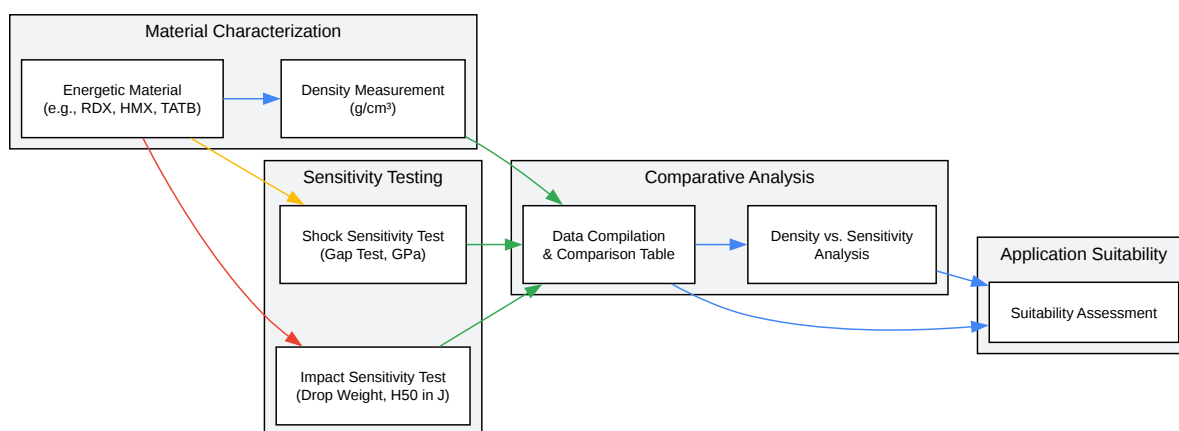 Material Characterization
Energetic Material
(e.g., RDX, HMX, TATB)
Density Measurement
(g/cm³)
Sensitivity Testing
Shock Sensitivity Test
(Gap Test, GPa)
Impact Sensitivity Test
(Drop Weight, H50 in J)
Comparative Analysis
Data Compilation
& Comparison Table
Density vs. Sensitivity
Analysis
Application Suitability
Suitability Assessment